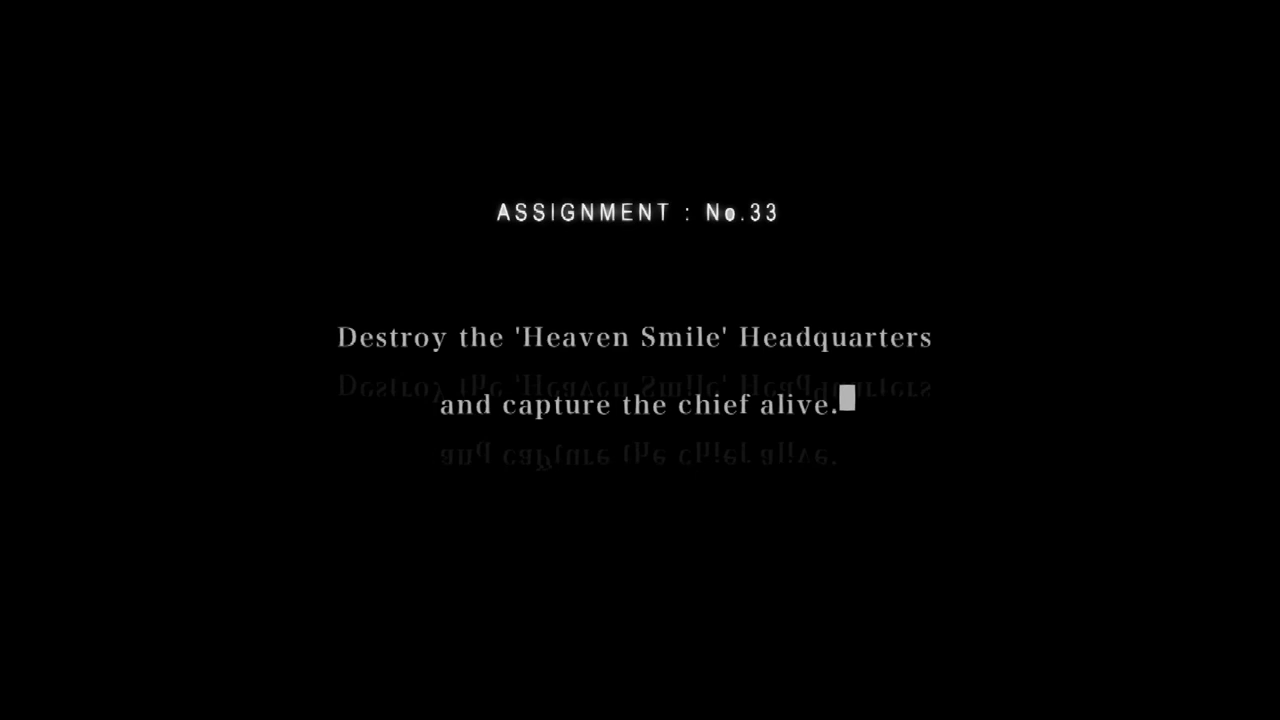 ASSIGNMENT : No.33
Destroy the 'Heaven Smile' Headquarters
and capture the chief alive.